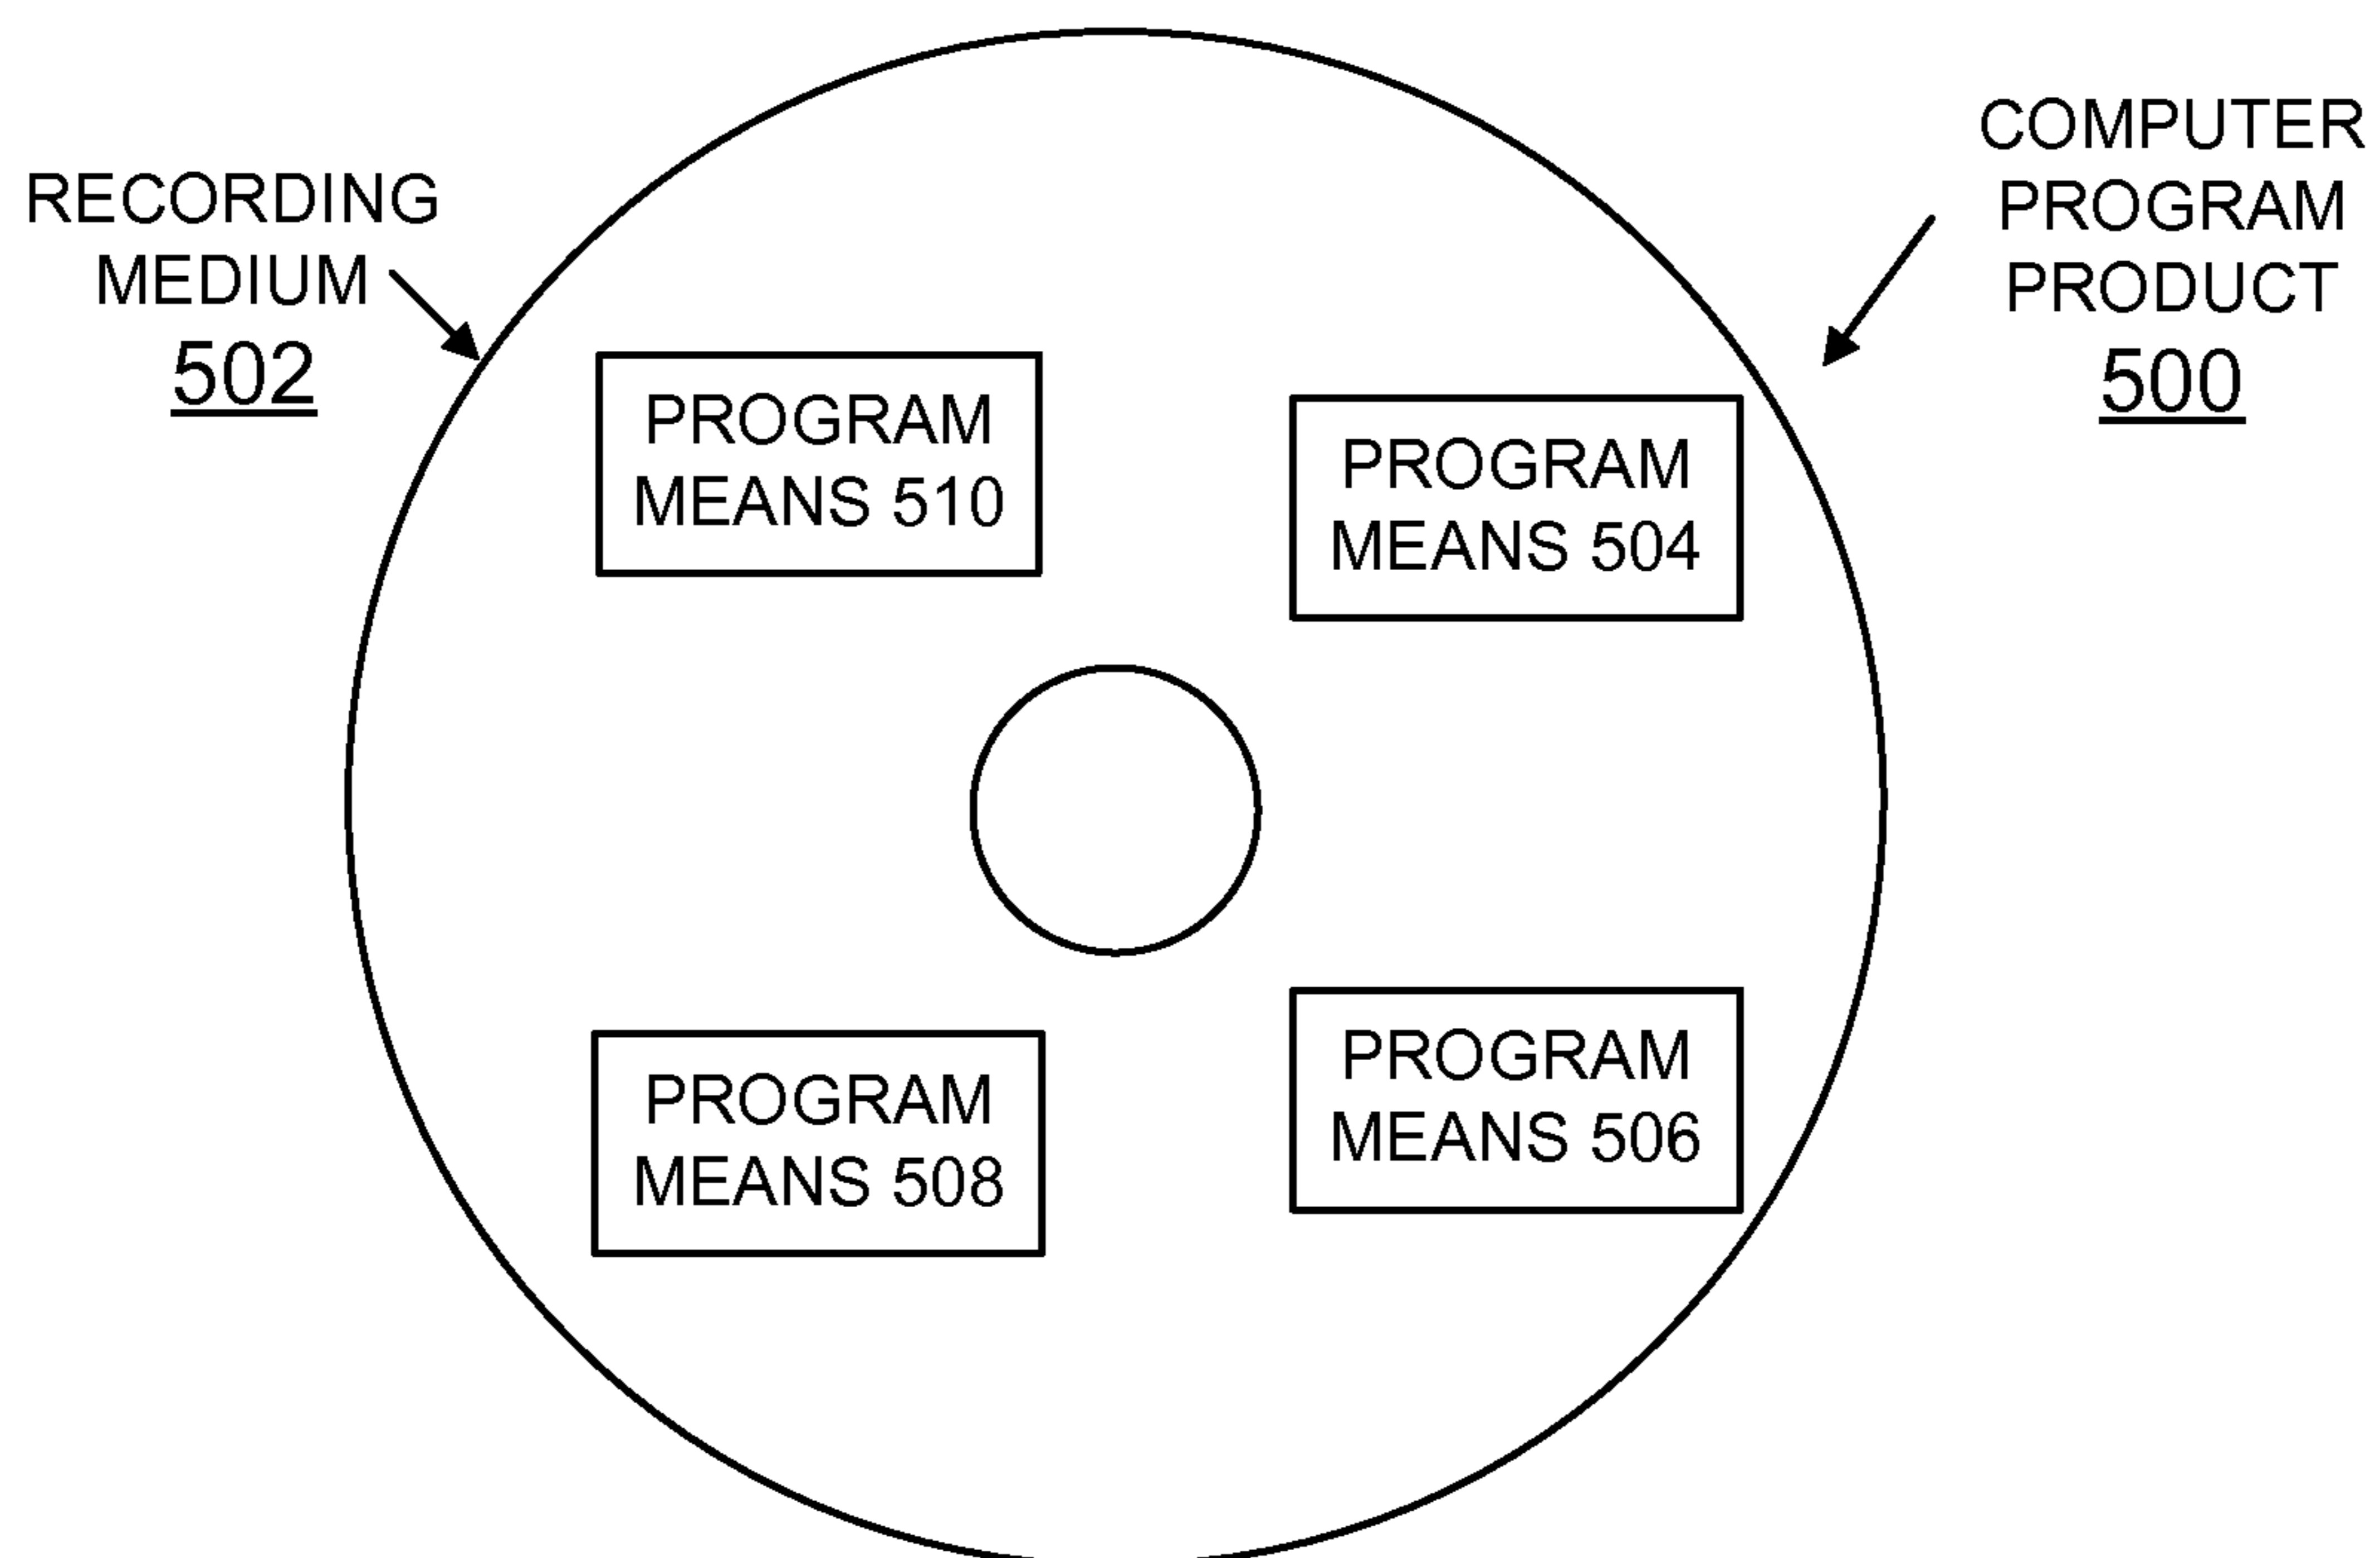 RECORDING
MEDIUM
502
COMPUTER
PROGRAM
PRODUCT
500
PROGRAM
MEANS 510
PROGRAM
MEANS 504
PROGRAM
MEANS 508
PROGRAM
MEANS 506